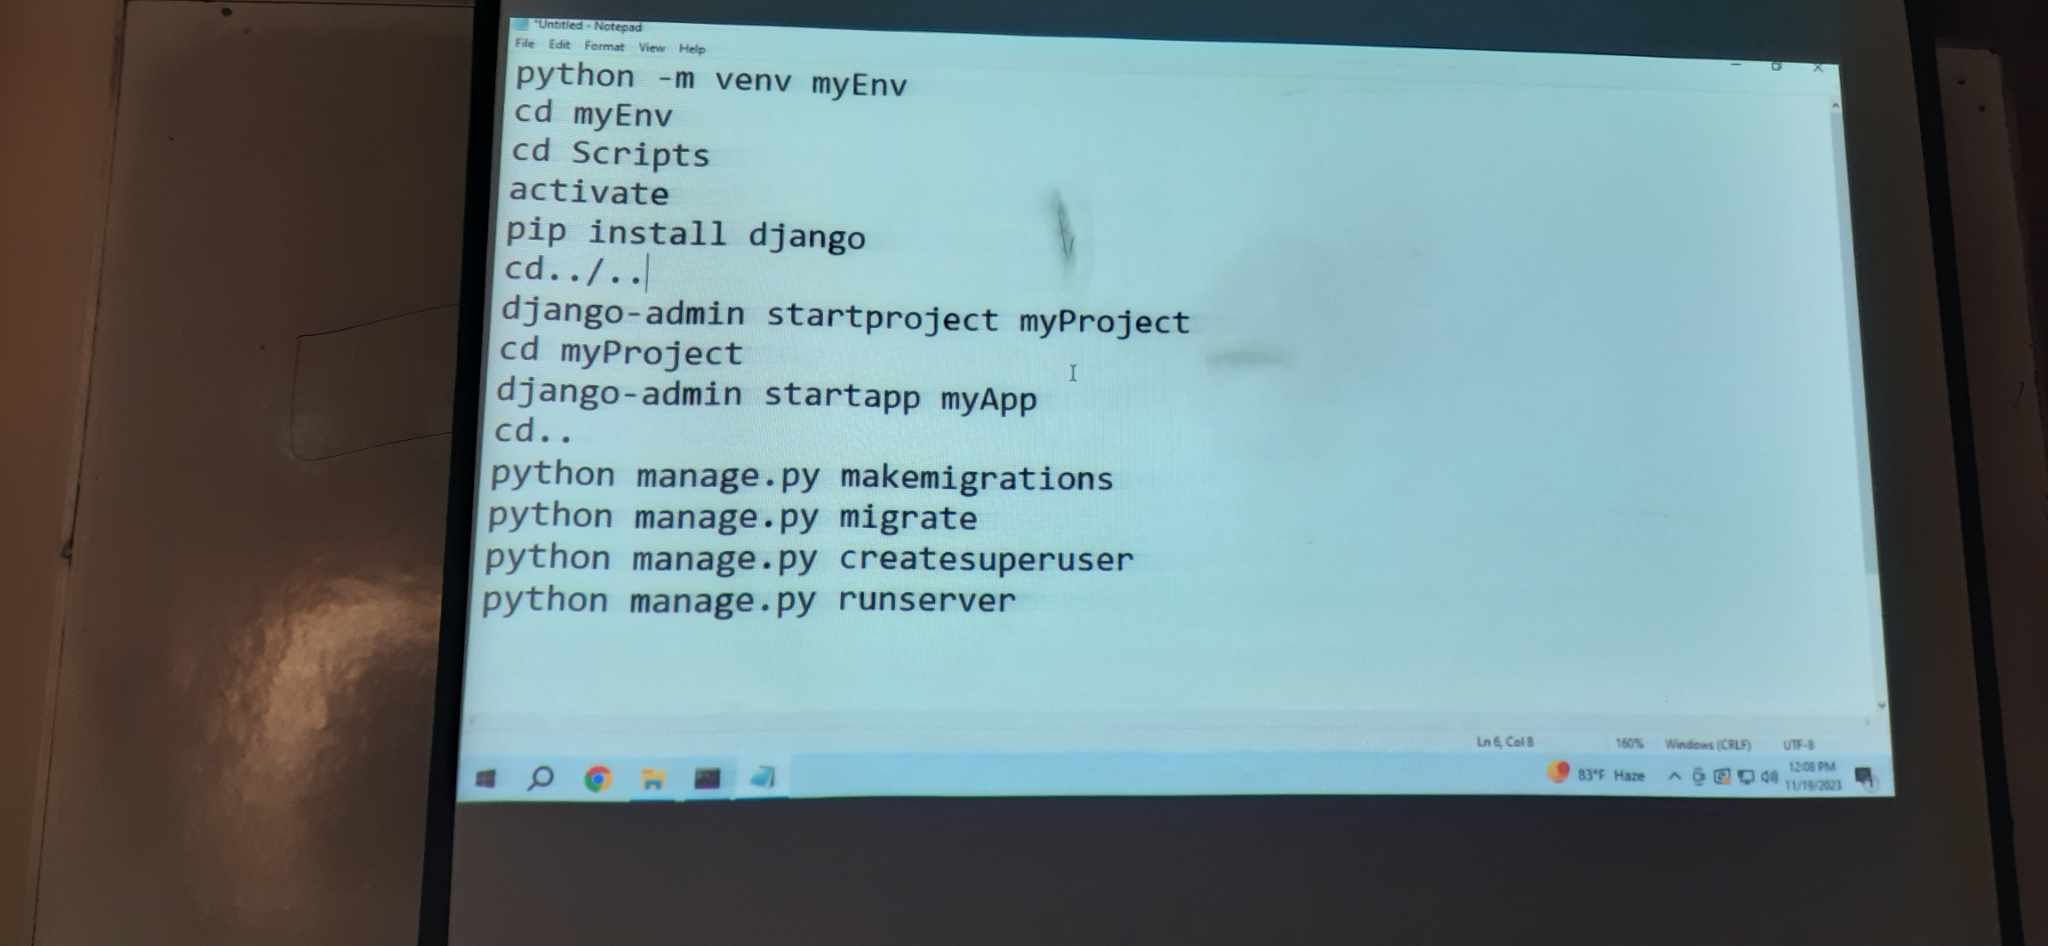 *Untitled - Notepad
File Edit Format View Help
python -m venv myEnv
cd myEnv
cd Scripts
activate
pip install django
cd../..
django-admin startproject myProject
cd myProject
django-admin startapp myApp
cd..
python manage.py makemigrations
python manage.py migrate
python manage.py createsuperuser
python manage.py runserver
Ln 6, Col 8 160% Windows (CRLF) UTF-8
83°F Haze 12:08 PM
11/19/2023